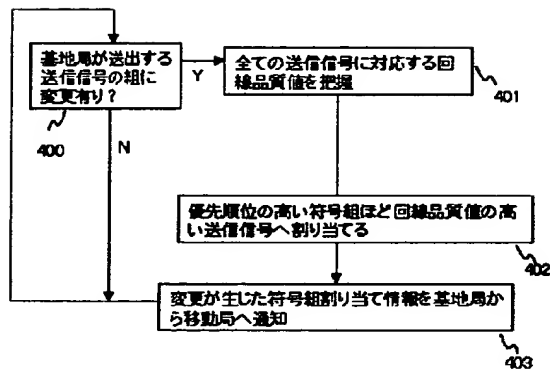 基地局が送出する
送信信号の組に
変更有り？
400
Y
N
全ての送信信号に対応する回
線品質値を把握
401
優先順位の高い符号組ほど回線品質値の高
い送信信号へ割り当てる
402
変更が生じた符号組割り当て情報を基地局か
ら移動局へ通知
403